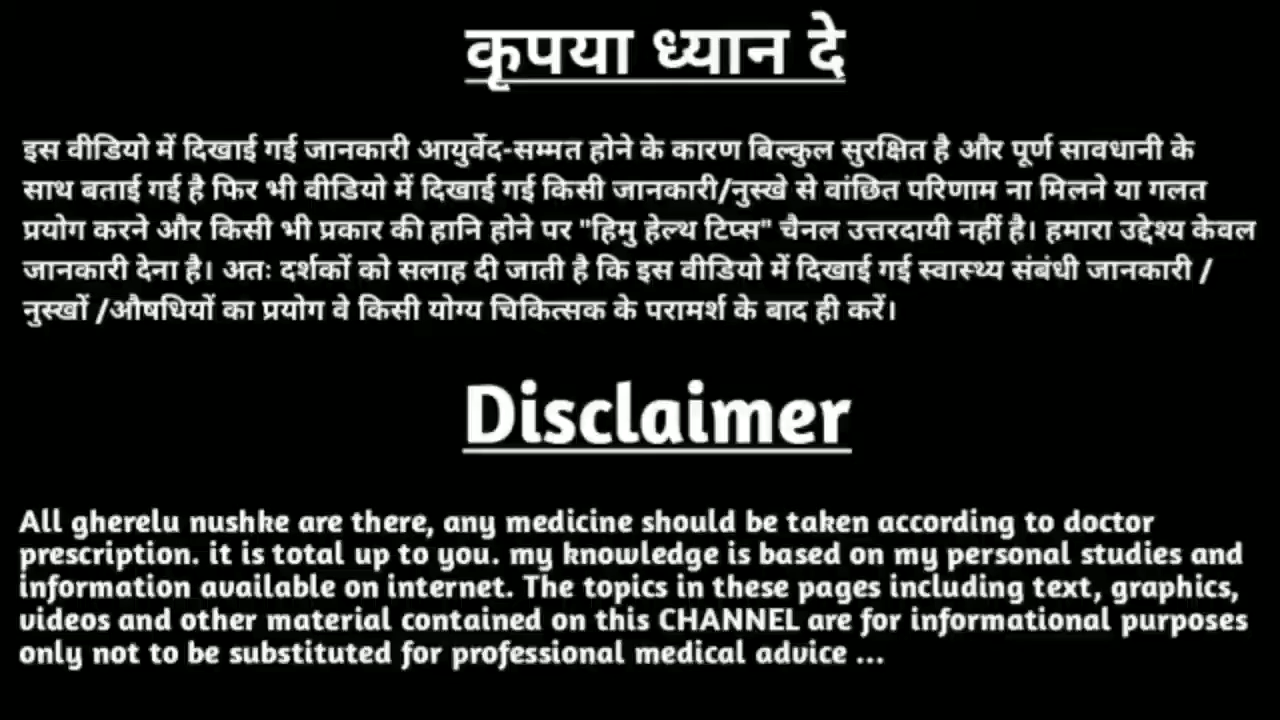 कृपया ध्यान दे
इस वीडियो में दिखाई गई जानकारी आयुर्वेद-सम्मत होने के कारण बिल्कुल सुरक्षित है और पूर्ण सावधानी के
साथ बताई गई है फिर भी वीडियो में दिखाई गई किसी जानकारी/नुस्खे से वांछित परिणाम ना मिलने या गलत
प्रयोग करने और किसी भी प्रकार की हानि होने पर "हिमु हेल्थ टिप्स" चैनल उत्तरदायी नहीं है। हमारा उद्देश्य केवल
जानकारी देना है। अतः दर्शकों को सलाह दी जाती है कि इस वीडियो में दिखाई गई स्वास्थ्य संबंधी जानकारी /
नुस्खों /औषधियों का प्रयोग वे किसी योग्य चिकित्सक के परामर्श के बाद ही करें।
Disclaimer
All gherelu nushke are there, any medicine should be taken according to doctor
prescription. it is total up to you. my knowledge is based on my personal studies and
information available on internet. The topics in these pages including text, graphics,
videos and other material contained on this CHANNEL are for informational purposes
only not to be substituted for professional medical advice ...